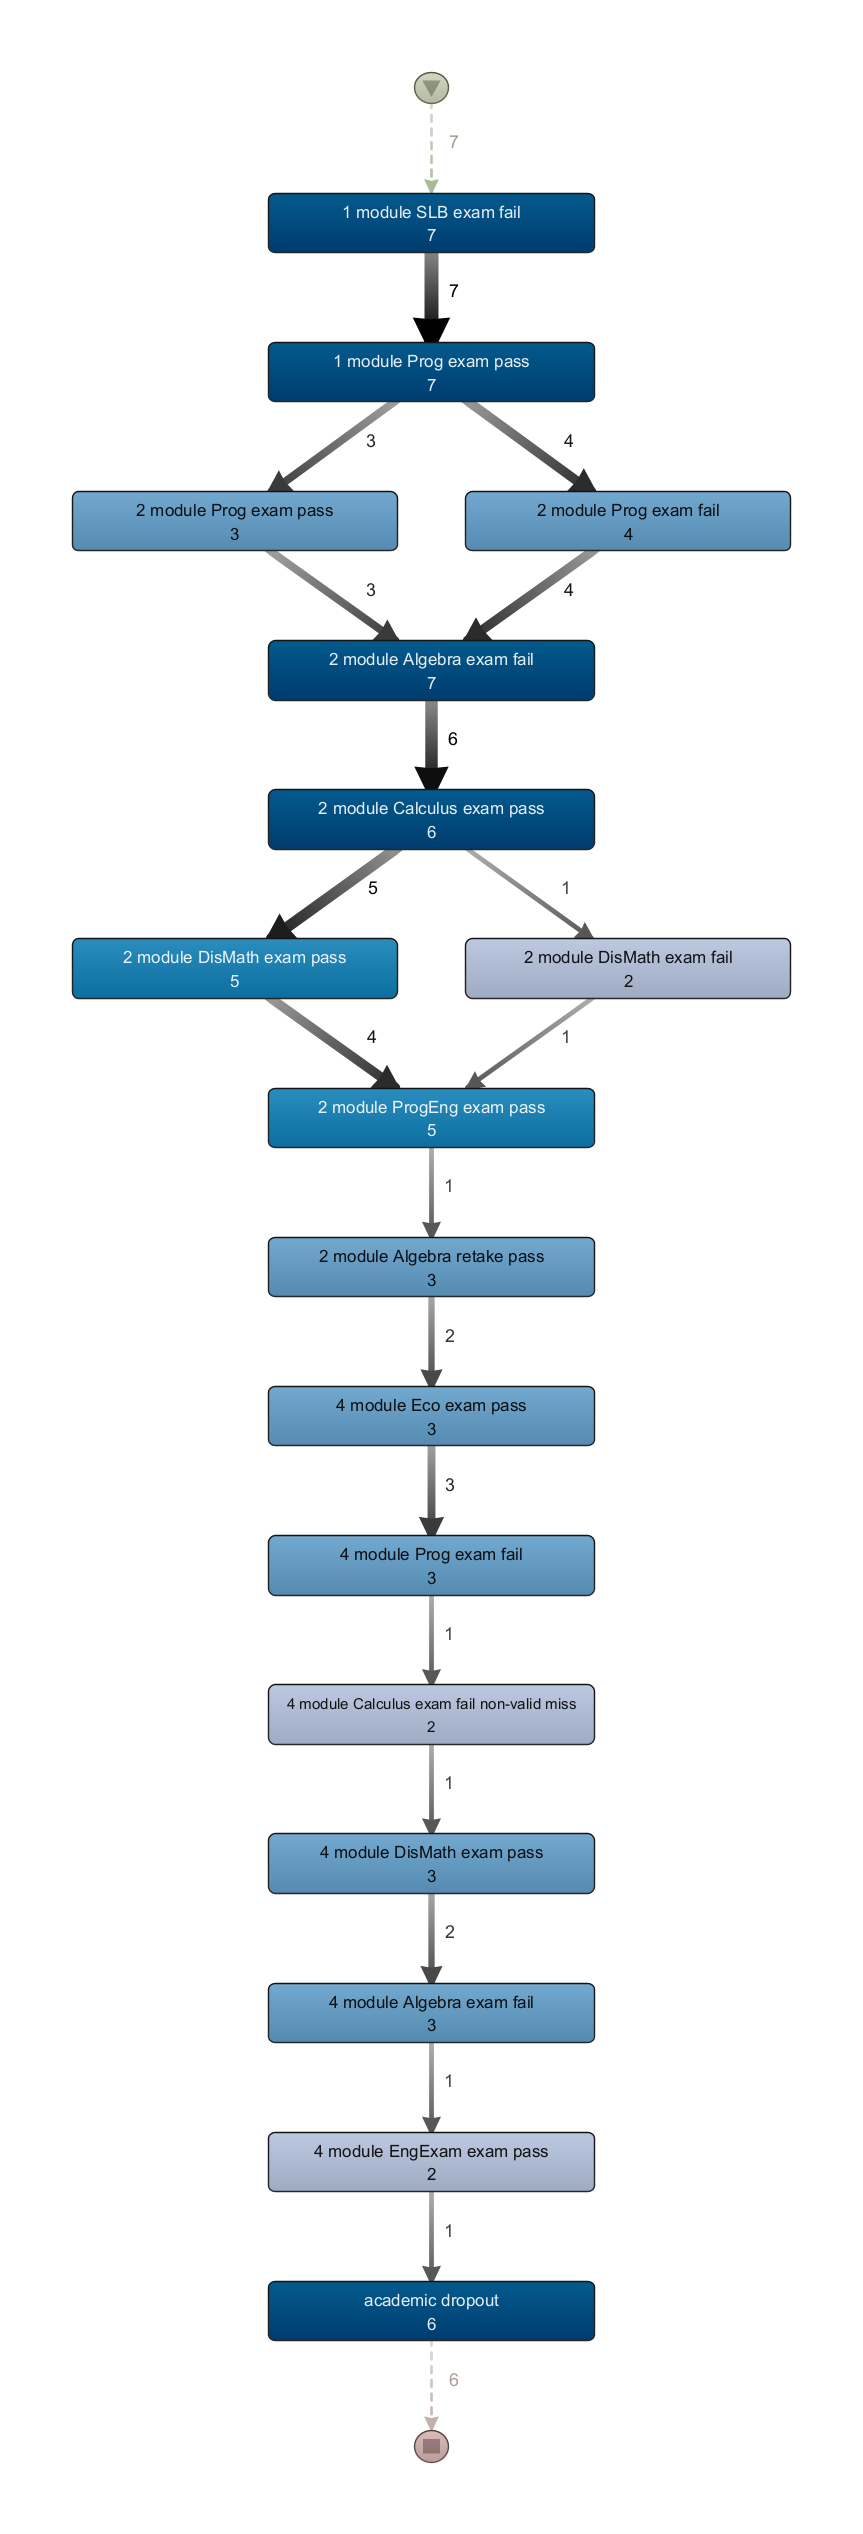 7
1 module SLB exam fail
7
7
1 module Prog exam pass
7
3
4
2 module Prog exam pass
3
2 module Prog exam fail
4
3
4
2 module Algebra exam fail
7
6
2 module Calculus exam pass
6
5
1
2 module DisMath exam pass
5
2 module DisMath exam fail
2
4
1
2 module ProgEng exam pass
5
1
2 module Algebra retake pass
3
2
4 module Eco exam pass
3
3
4 module Prog exam fail
3
1
4 module Calculus exam fail non-valid miss
2
1
4 module DisMath exam pass
3
2
4 module Algebra exam fail
3
1
4 module EngExam exam pass
2
1
academic dropout
6
6